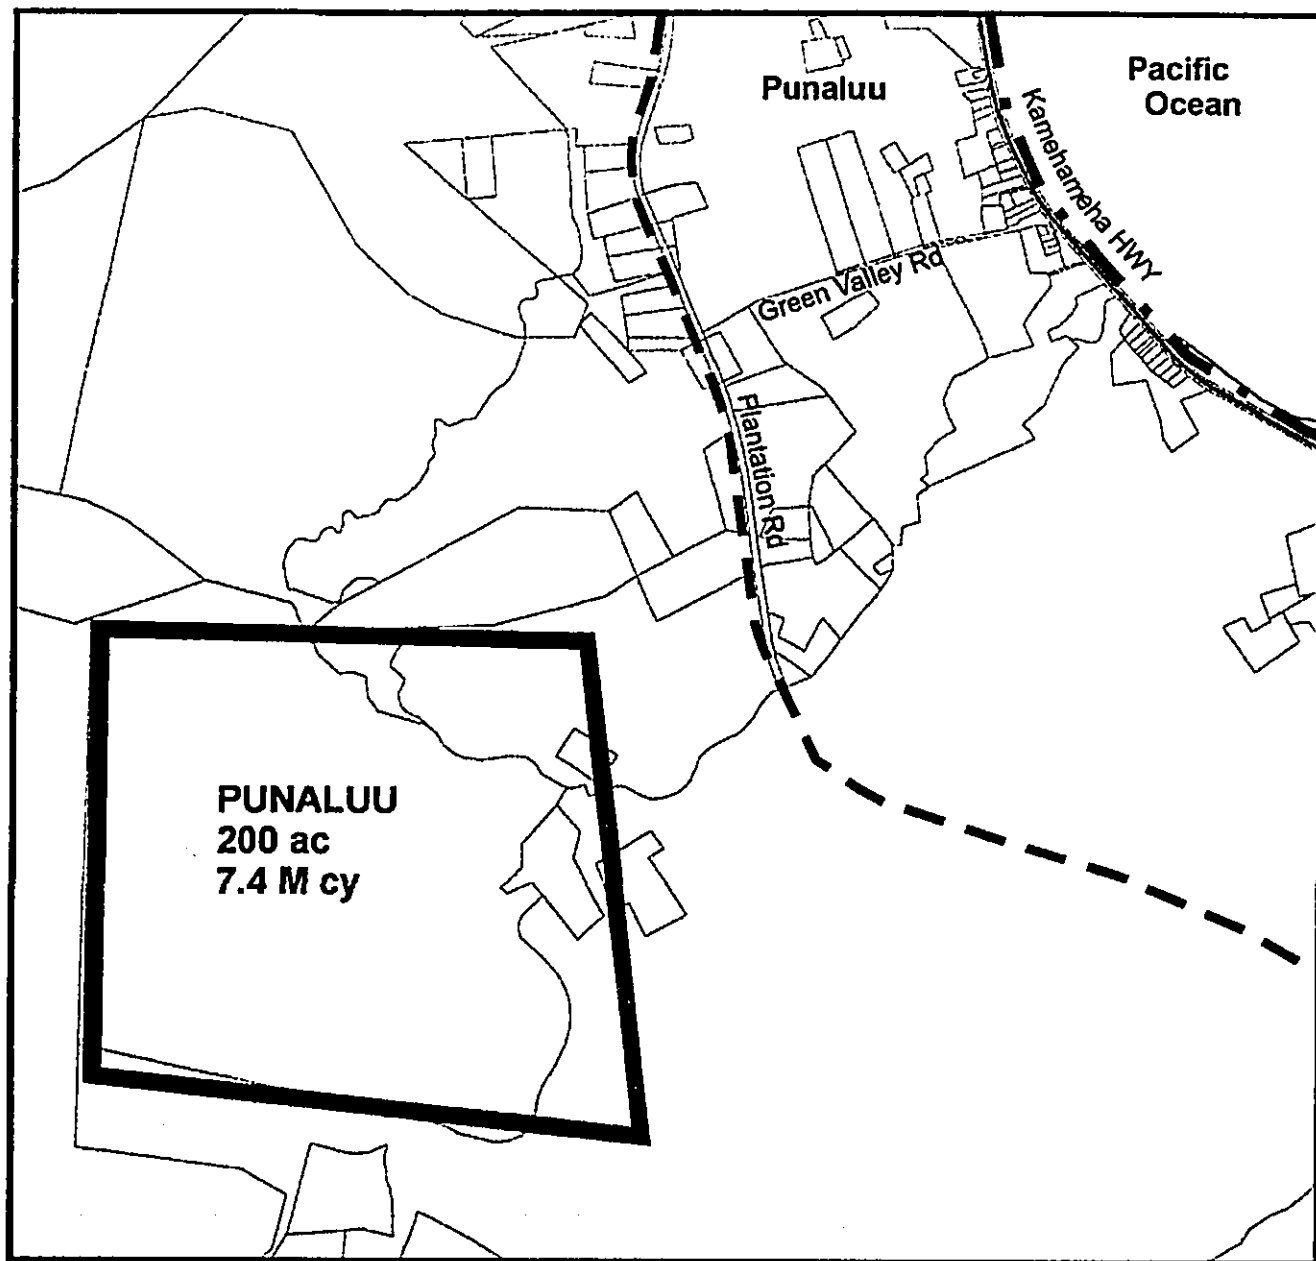 Punaluu
Pacific
Ocean
Kamehameha HWY
Green Valley Rd
Plantation Rd
PUNALUU
200 ac
7.4 M cy